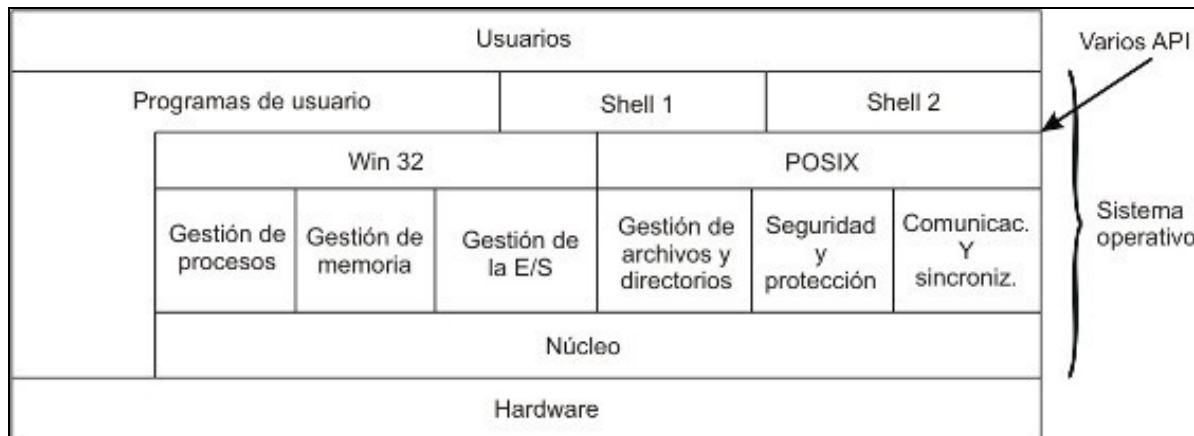 Usuarios
Varios API
Programas de usuario
Shell 1
Shell 2
Win 32
POSIX
Gestión de
procesos
Gestión de
memoria
Gestión de
la E/S
Gestión de
archivos y
directorios
Seguridad
y
protección
Comunicac.
Y
sincroniz.
Sistema
operativo
Núcleo
Hardware